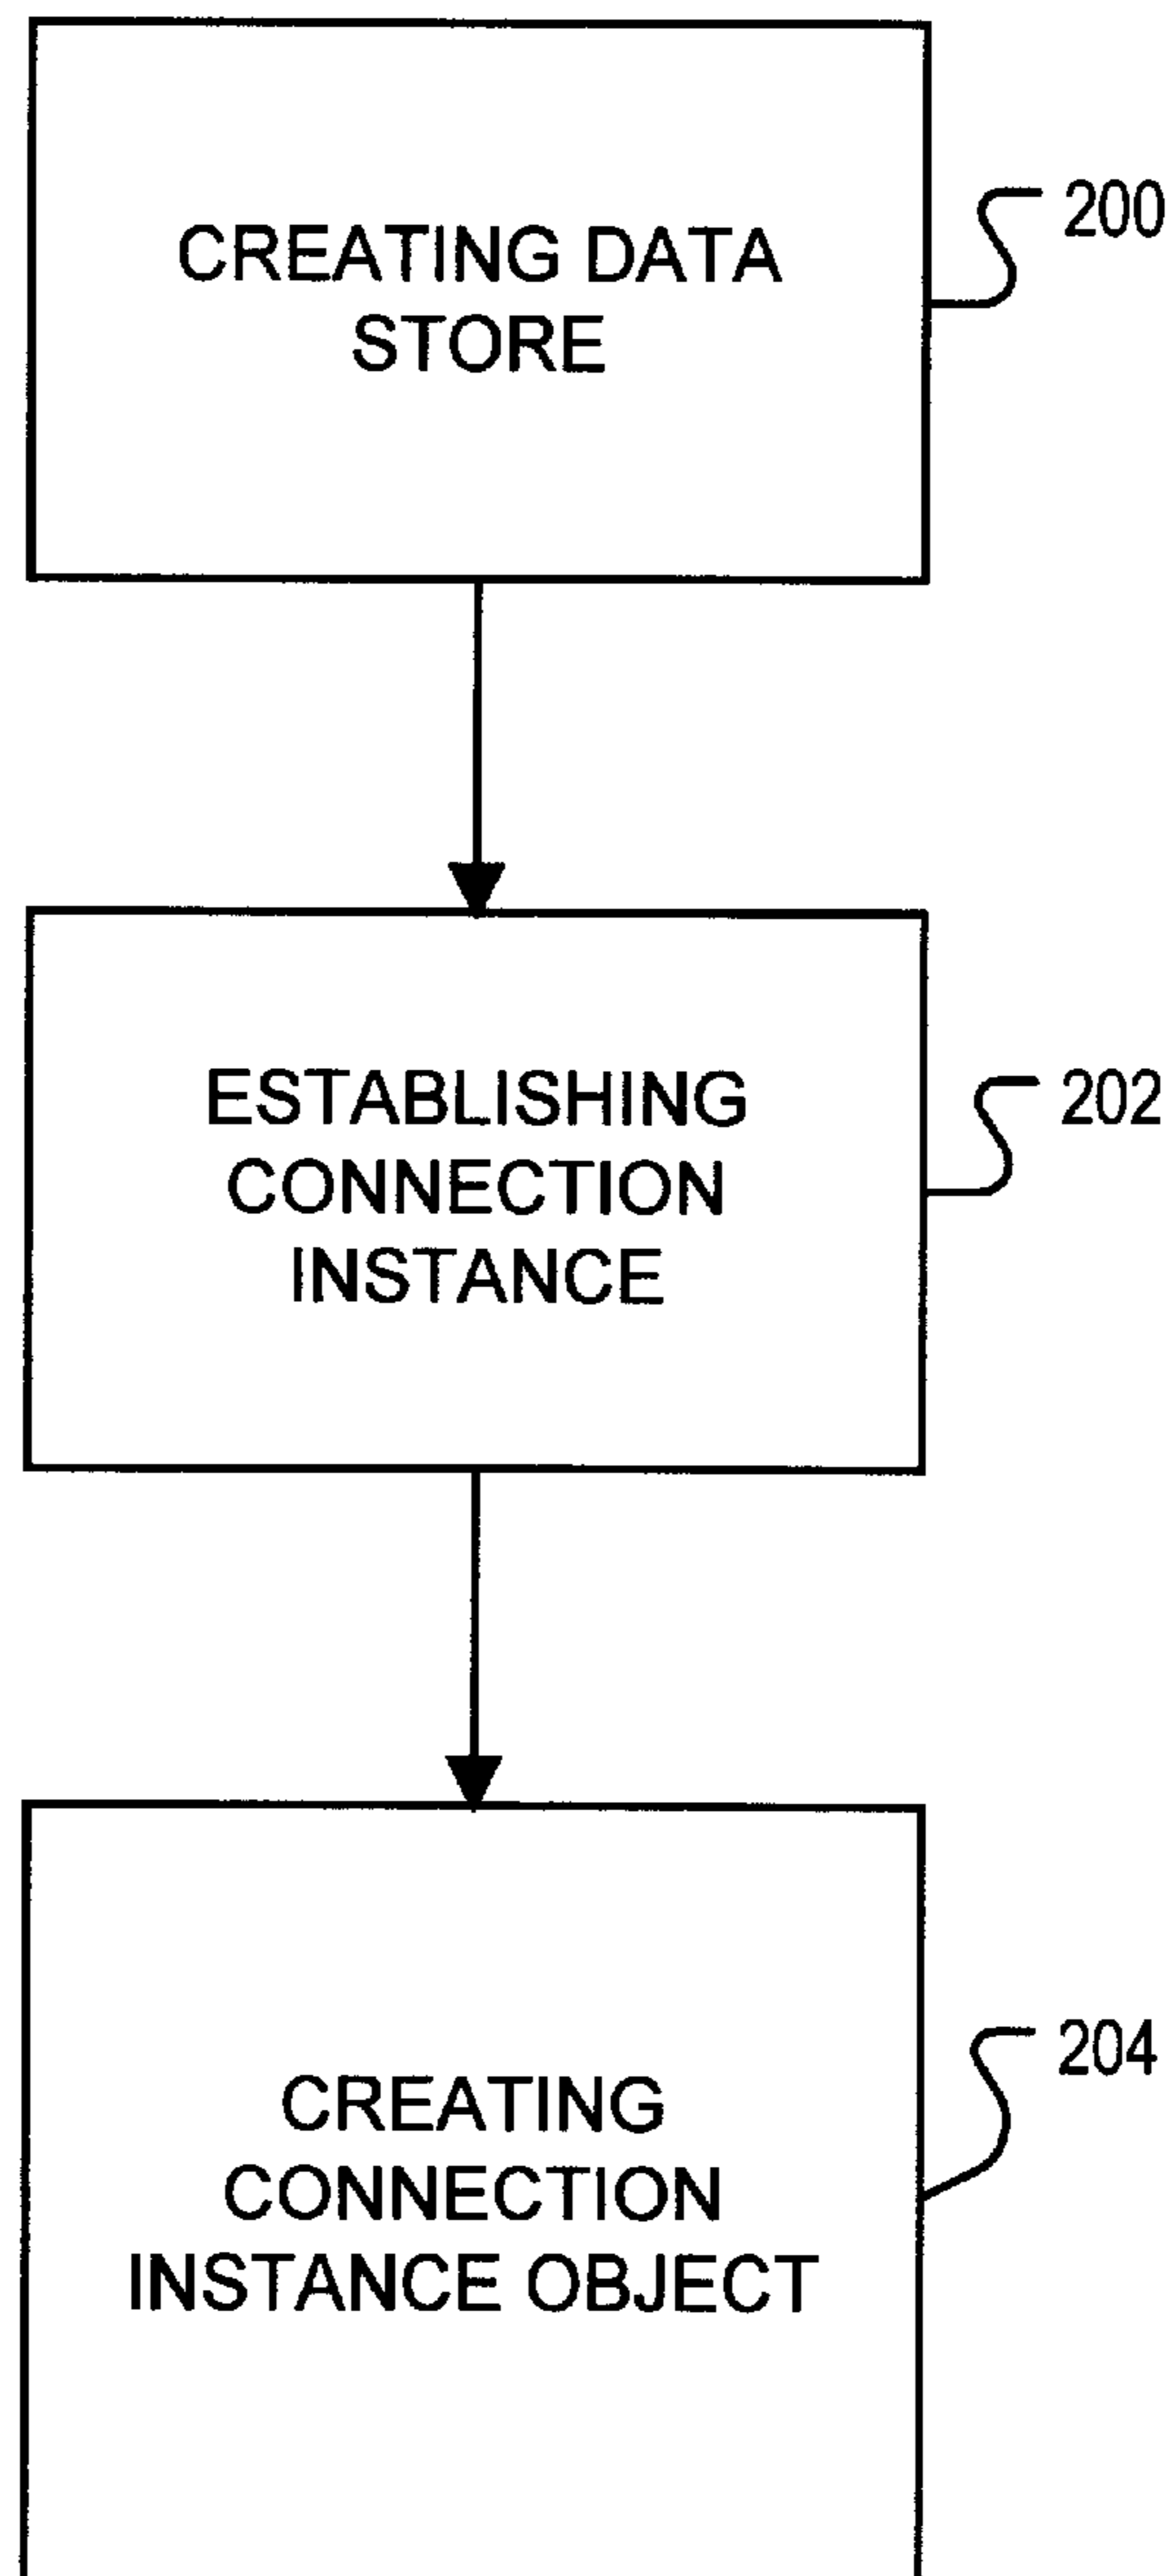 CREATING DATA
STORE
200
ESTABLISHING
CONNECTION
INSTANCE
202
CREATING
CONNECTION
INSTANCE OBJECT
204